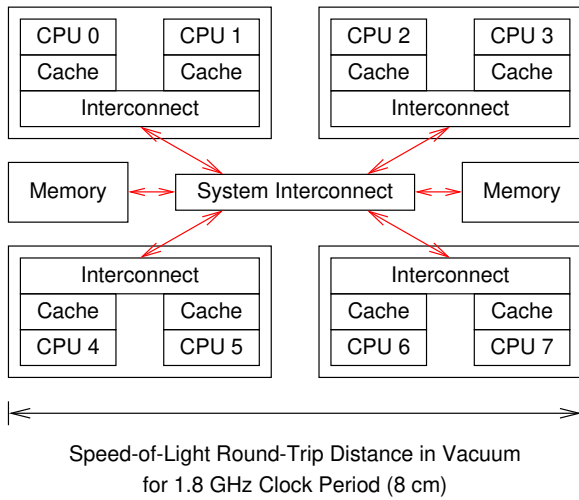 CPU 0 CPU 1 CPU 2 CPU 3
Cache Cache Cache Cache
Interconnect Interconnect
Memory System Interconnect Memory
Interconnect Interconnect
Cache Cache Cache Cache
CPU 4 CPU 5 CPU 6 CPU 7
Speed-of-Light Round-Trip Distance in Vacuum
for 1.8 GHz Clock Period (8 cm)